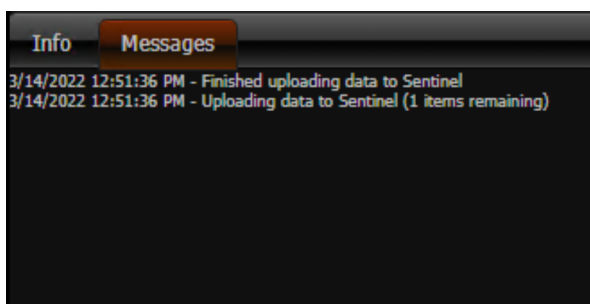 Info
Messages
3/14/2022 12:51:36 PM - Finished uploading data to Sentinel
3/14/2022 12:51:36 PM - Uploading data to Sentinel (1 items remaining)